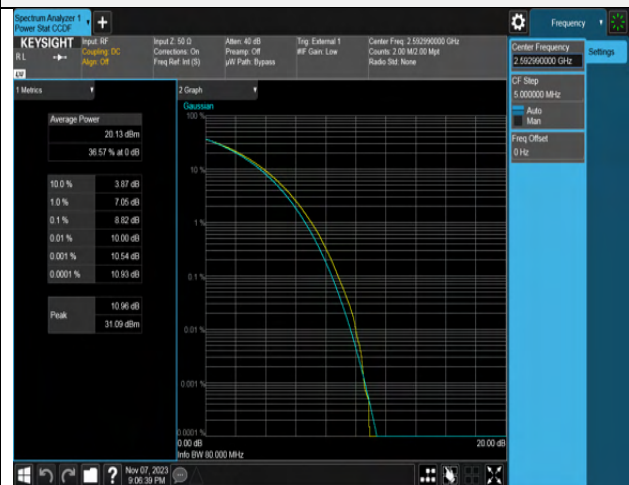 Spectrum Analyzer 1
Power Stat CCDF
+
Frequency
KEYSIGHT
Input: RF
Input Z: 50 Ω
Atten: 40 dB
Trig: External 1
Center Freq: 2.592990000 GHz
R L
Coupling: DC
Corrections: On
Preamp: Off
#IF Gain: Low
Counts: 2.00 M/2.00 Mpt
Align: Off
Freq Ref: Int (S)
µW Path: Bypass
Radio Std: None
LXI
Center Frequency
2.592990000 GHz
Settings
CF Step
5.000000 MHz
Auto
Man
Freq Offset
0 Hz
1 Metrics
2 Graph
Average Power
20.13 dBm
36.57 % at 0 dB
10.0 %
3.87 dB
1.0 %
7.05 dB
0.1 %
8.82 dB
0.01 %
10.00 dB
0.001 %
10.54 dB
0.0001 %
10.93 dB
Peak
10.96 dB
31.09 dBm
Gaussian
100 %
10 %
1 %
0.1 %
0.01 %
0.001 %
0.0001 %
0.00 dB
20.00 dB
Info BW 80.000 MHz
?
Nov 07, 2023
9:06:39 PM